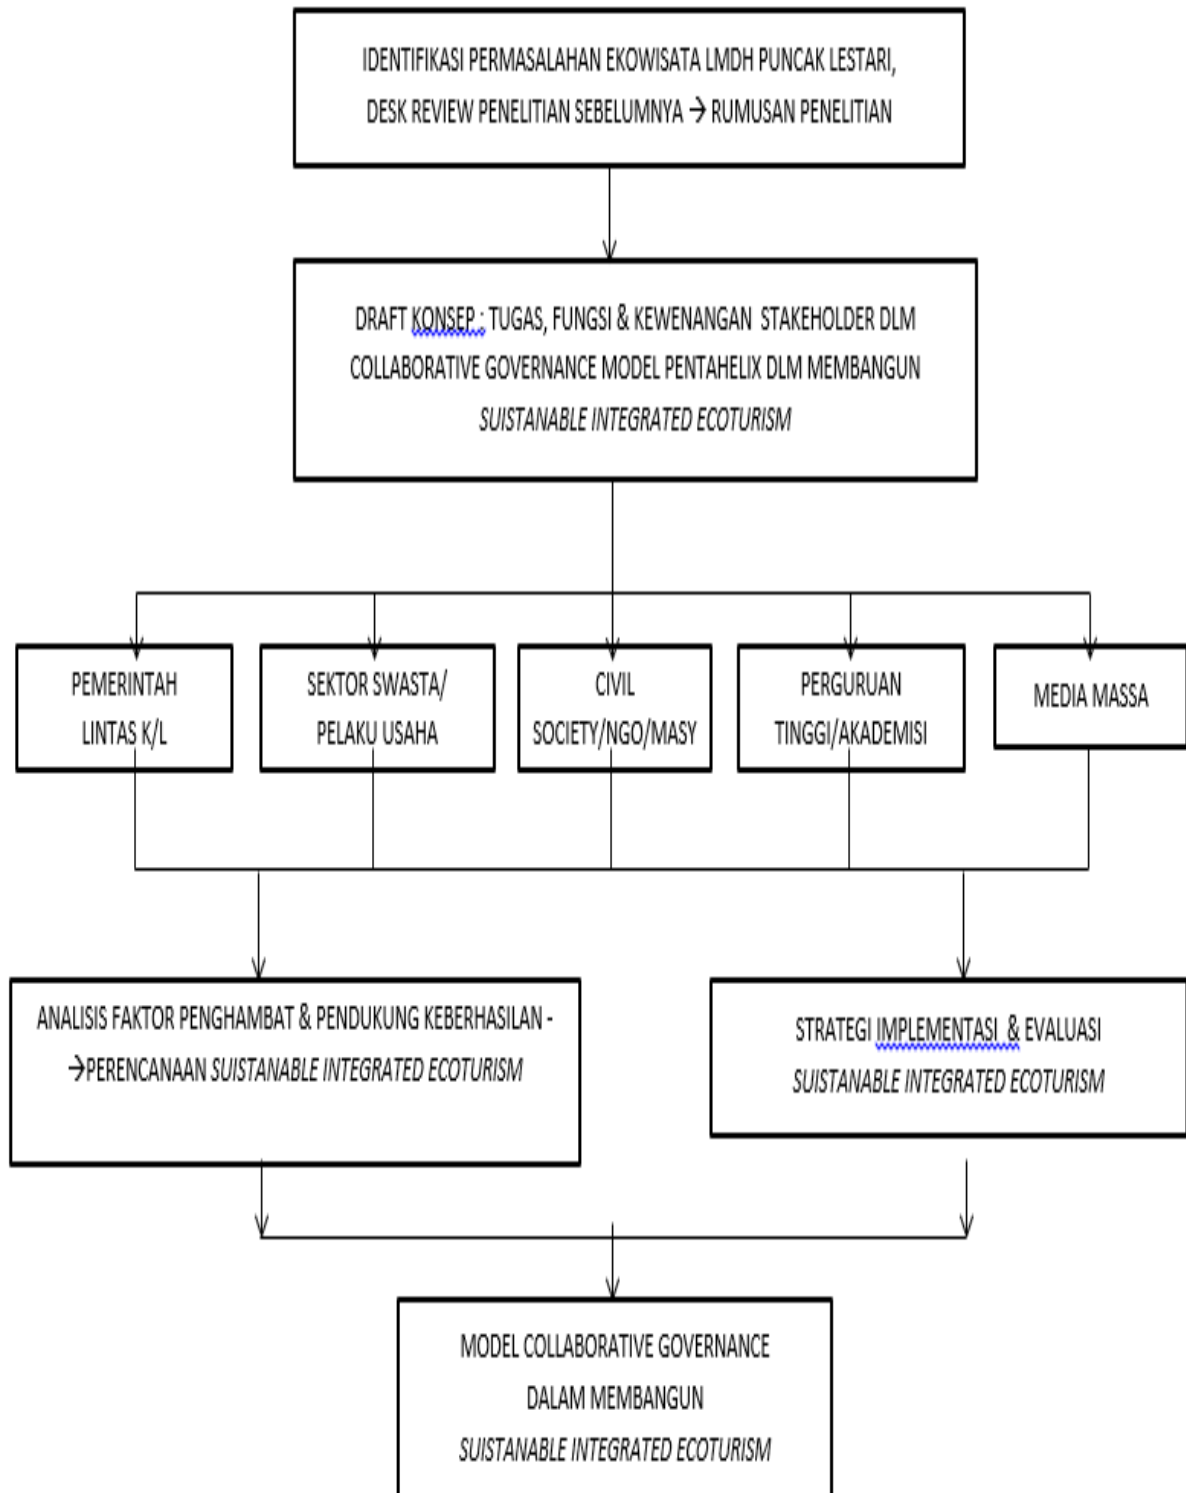 IDENTIFIKASI PERMASALAHAN EKOWISATA LMDH PUNCAK LESTARI,
DESK REVIEW PENELITIAN SEBELUMNYA → RUMUSAN PENELITIAN
DRAFT KONSEP : TUGAS, FUNGSI & KEWENANGAN STAKEHOLDER DLM
COLLABORATIVE GOVERNANCE MODEL PENTAHELIX DLM MEMBANGUN
SUISTANABLE INTEGRATED ECOTURISM
PEMERINTAH
LINTAS K/L
SEKTOR SWASTA/
PELAKU USAHA
CIVIL
SOCIETY/NGO/MASY
PERGURUAN
TINGGI/AKADEMISI
MEDIA MASSA
ANALISIS FAKTOR PENGHAMBAT & PENDUKUNG KEBERHASILAN -
→PERENCANAAN SUISTANABLE INTEGRATED ECOTURISM
STRATEGI IMPLEMENTASI & EVALUASI
SUISTANABLE INTEGRATED ECOTURISM
MODEL COLLABORATIVE GOVERNANCE
DALAM MEMBANGUN
SUISTANABLE INTEGRATED ECOTURISM